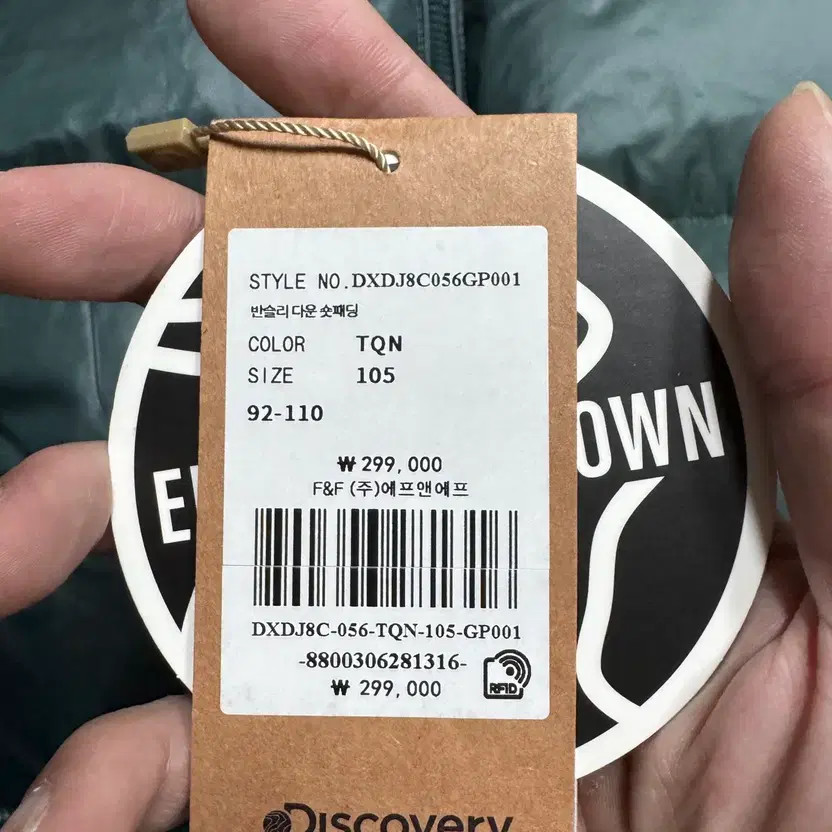 STYLE NO. DXDJ8C056GP001
반슬리 다운 숏패딩
COLOR TQN
SIZE 105
92-110
₩ 299,000
F&F (주)에프앤에프
DXDJ8C-056-TQN-105-GP001
-8800306281316-
₩ 299,000
RFID
Discovery